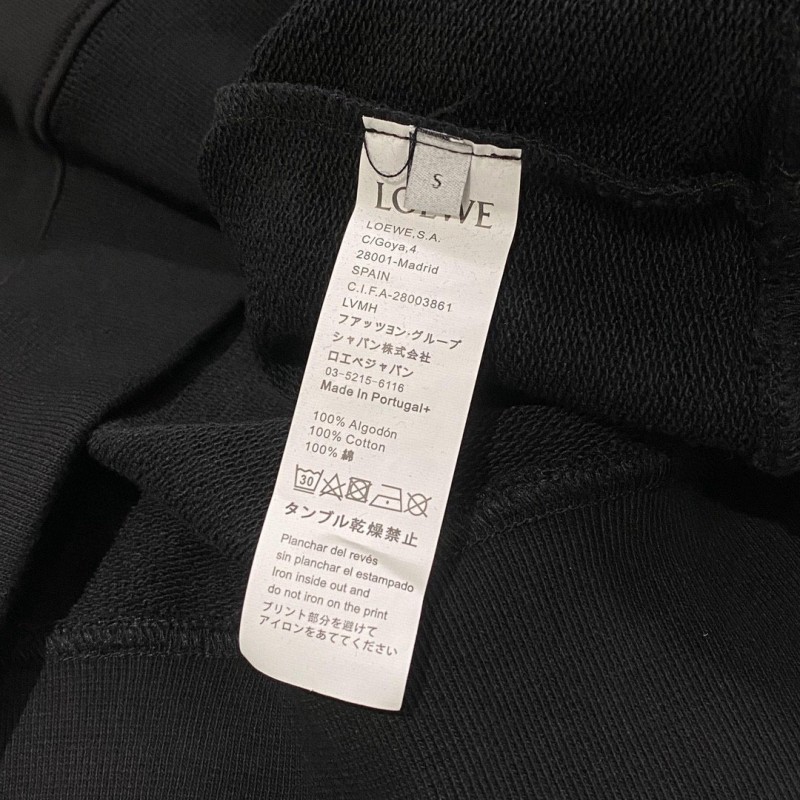 S
LOEWE
LOEWE,S.A.
C/Goya,4
28001-Madrid
SPAIN
C.I.F.A-28003861
LVMH
フアッツヨン・グループ
シャパン株式会社
ロエベジャパン
03-5215-6116
Made In Portugal+
100% Algodón
100% Cotton
100% 綿
30
タンブル乾燥禁止
Planchar del revés
sin planchar el estampado
Iron inside out and
do not iron on the print
プリント部分を避けて
アイロンをあててください